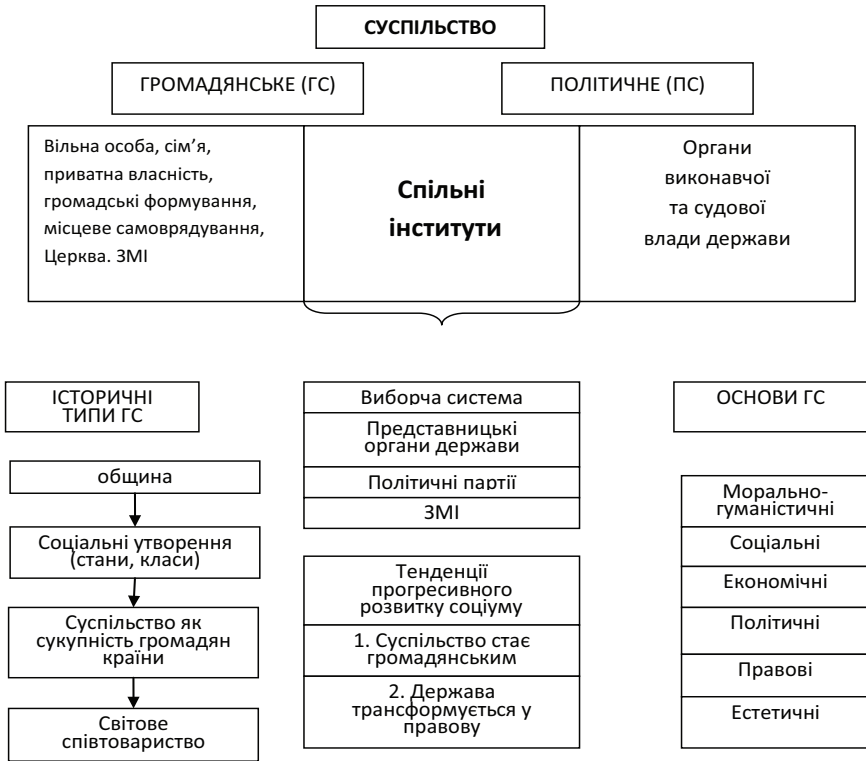 СУСПІЛЬСТВО
ГРОМАДЯНСЬКЕ (ГС)
ПОЛІТИЧНЕ (ПС)
Вільна особа, сім’я,
приватна власність,
громадські формування,
місцеве самоврядування,
Церква. ЗМІ
Спільні
інститути
Органи
виконавчої
та судової
влади держави
ІСТОРИЧНІ
ТИПИ ГС
община
Соціальні утворення
(стани, класи)
Суспільство як
сукупність громадян
країни
Світове
співтовариство
Виборча система
Представницькі
органи держави
Політичні партії
ЗМІ
Тенденції
прогресивного
розвитку соціуму
1. Суспільство стає
громадянським
2. Держава
трансформується у
правову
ОСНОВИ ГС
Морально-
гуманістичні
Соціальні
Економічні
Політичні
Правові
Естетичні